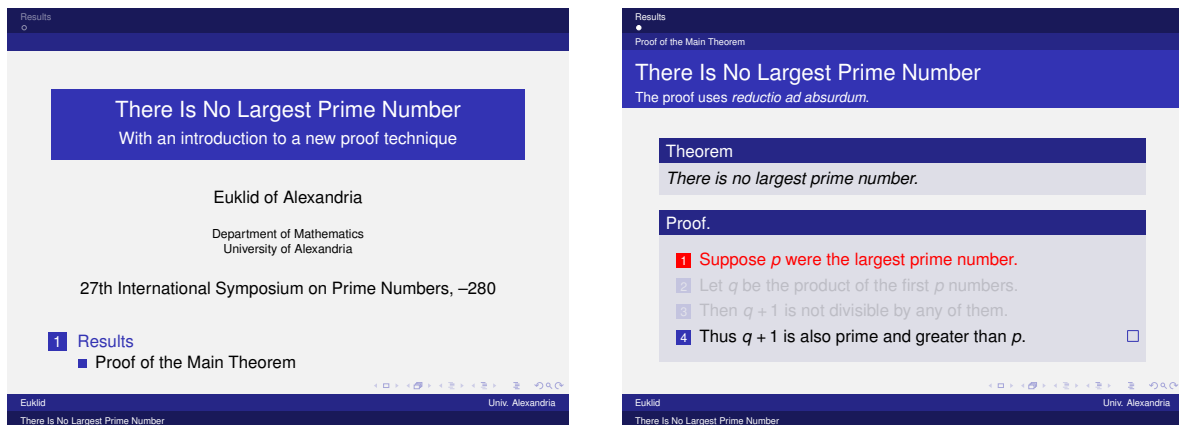 Results
There Is No Largest Prime Number
With an introduction to a new proof technique
Euklid of Alexandria
Department of Mathematics
University of Alexandria
27th International Symposium on Prime Numbers, –280
1 Results
Proof of the Main Theorem
Euklid Univ. Alexandria
There Is No Largest Prime Number
Results
Proof of the Main Theorem
There Is No Largest Prime Number
The proof uses reductio ad absurdum.
Theorem
There is no largest prime number.
Proof.
1 Suppose p were the largest prime number.
2 Let q be the product of the first p numbers.
3 Then q + 1 is not divisible by any of them.
4 Thus q + 1 is also prime and greater than p.
Euklid Univ. Alexandria
There Is No Largest Prime Number